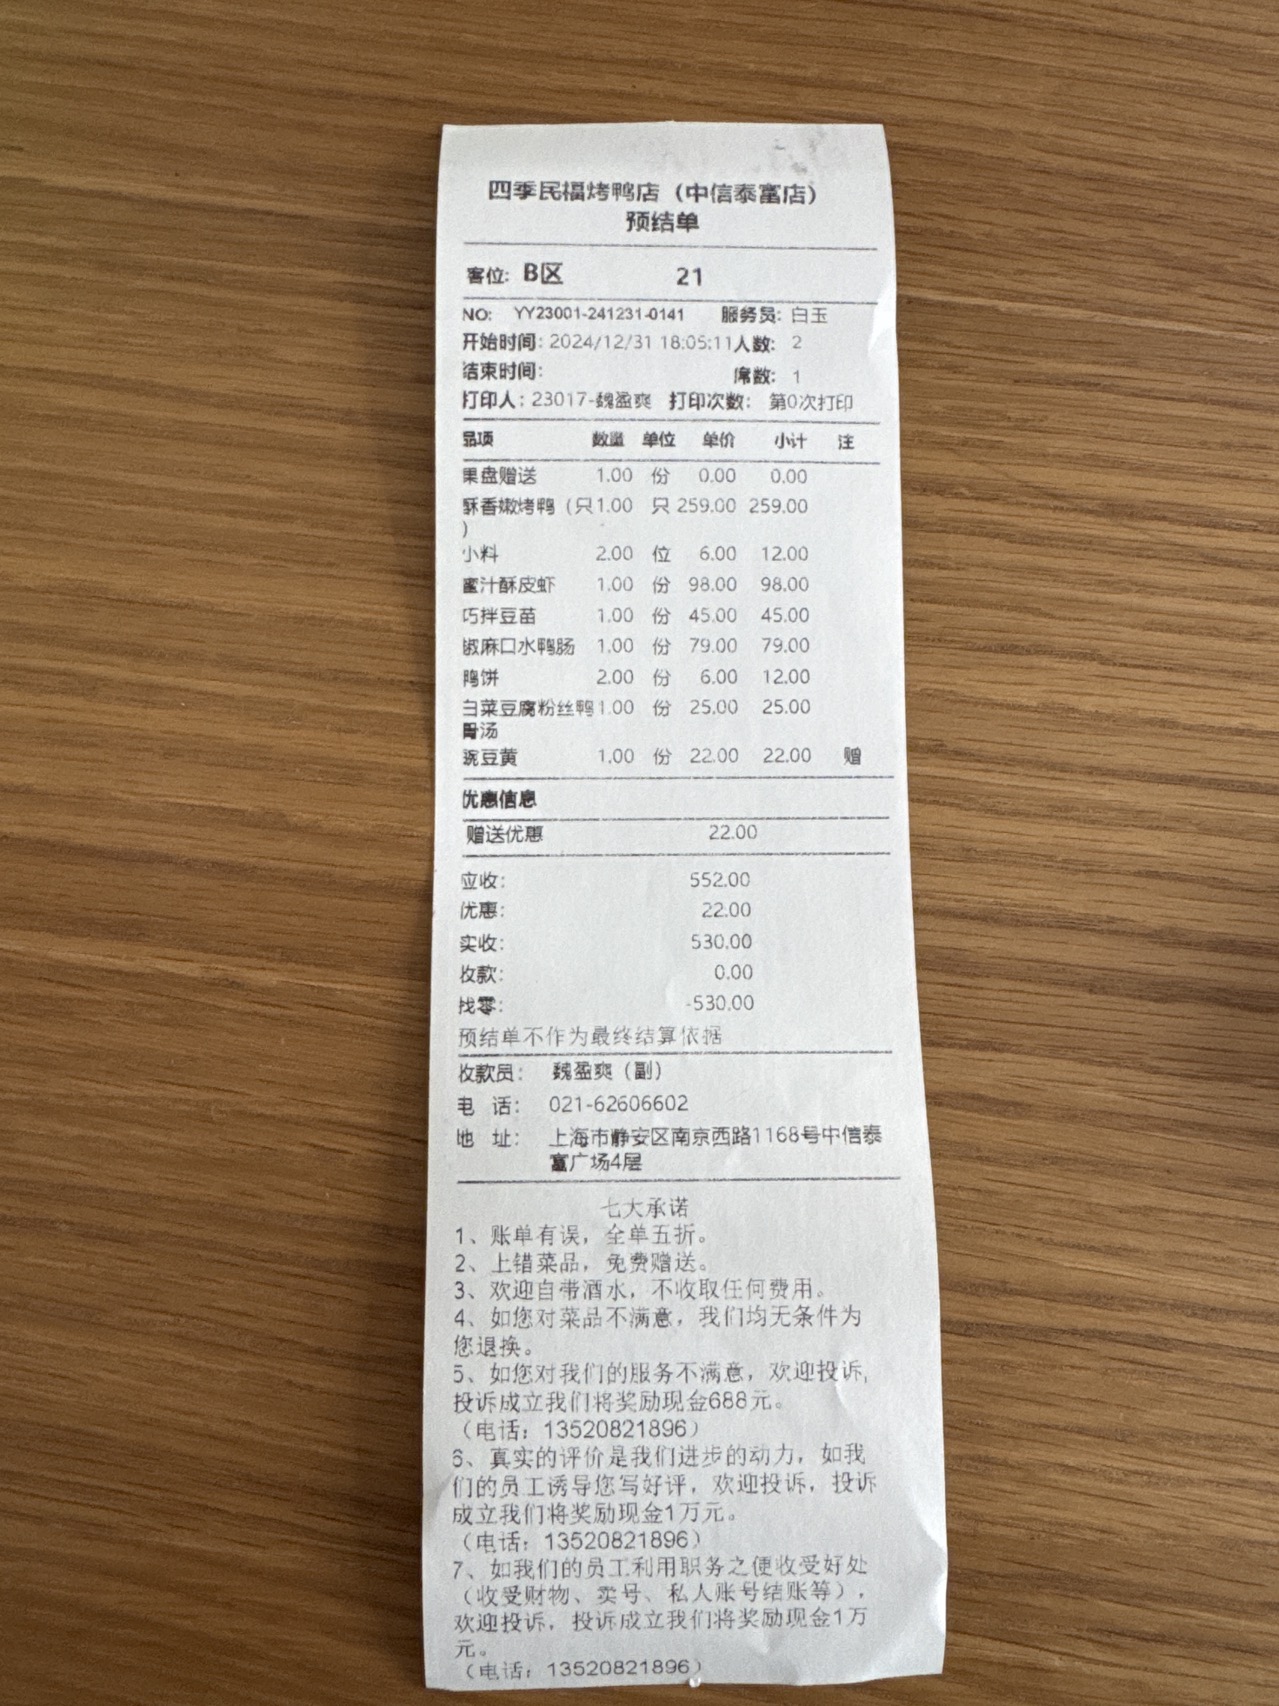 四季民福烤鸭店（中信泰富店）
预结单
客位: B区 21
NO: YY23001-241231-0141 服务员: 白玉
开始时间: 2024/12/31 18:05:11人数: 2
结束时间: 席数: 1
打印人: 23017-魏盈爽 打印次数: 第0次打印
品项 数量 单位 单价 小计 注
果盘赠送 1.00 份 0.00 0.00
酥香嫩烤鸭（只1.00 只 259.00 259.00
）
小料 2.00 位 6.00 12.00
蜜汁酥皮虾 1.00 份 98.00 98.00
巧拌豆苗 1.00 份 45.00 45.00
椒麻口水鸭肠 1.00 份 79.00 79.00
鸭饼 2.00 份 6.00 12.00
白菜豆腐粉丝鸭1.00 份 25.00 25.00
骨汤
豌豆黄 1.00 份 22.00 22.00 赠
优惠信息
赠送优惠 22.00
应收: 552.00
优惠: 22.00
实收: 530.00
收款: 0.00
找零: -530.00
预结单不作为最终结算依据
收款员: 魏盈爽（副）
电 话: 021-62606602
地 址: 上海市静安区南京西路1168号中信泰
富广场4层
七大承诺
1、账单有误，全单五折。
2、上错菜品，免费赠送。
3、欢迎自带酒水，不收取任何费用。
4、如您对菜品不满意，我们均无条件为
您退换。
5、如您对我们的服务不满意，欢迎投诉,
投诉成立我们将奖励现金688元。
（电话：13520821896）
6、真实的评价是我们进步的动力，如我
们的员工诱导您写好评，欢迎投诉，投诉
成立我们将奖励现金1万元。
（电话：13520821896）
7、如我们的员工利用职务之便收受好处
（收受财物、卖号、私人账号结账等），
欢迎投诉，投诉成立我们将奖励现金1万
元。
（电话：13520821896）